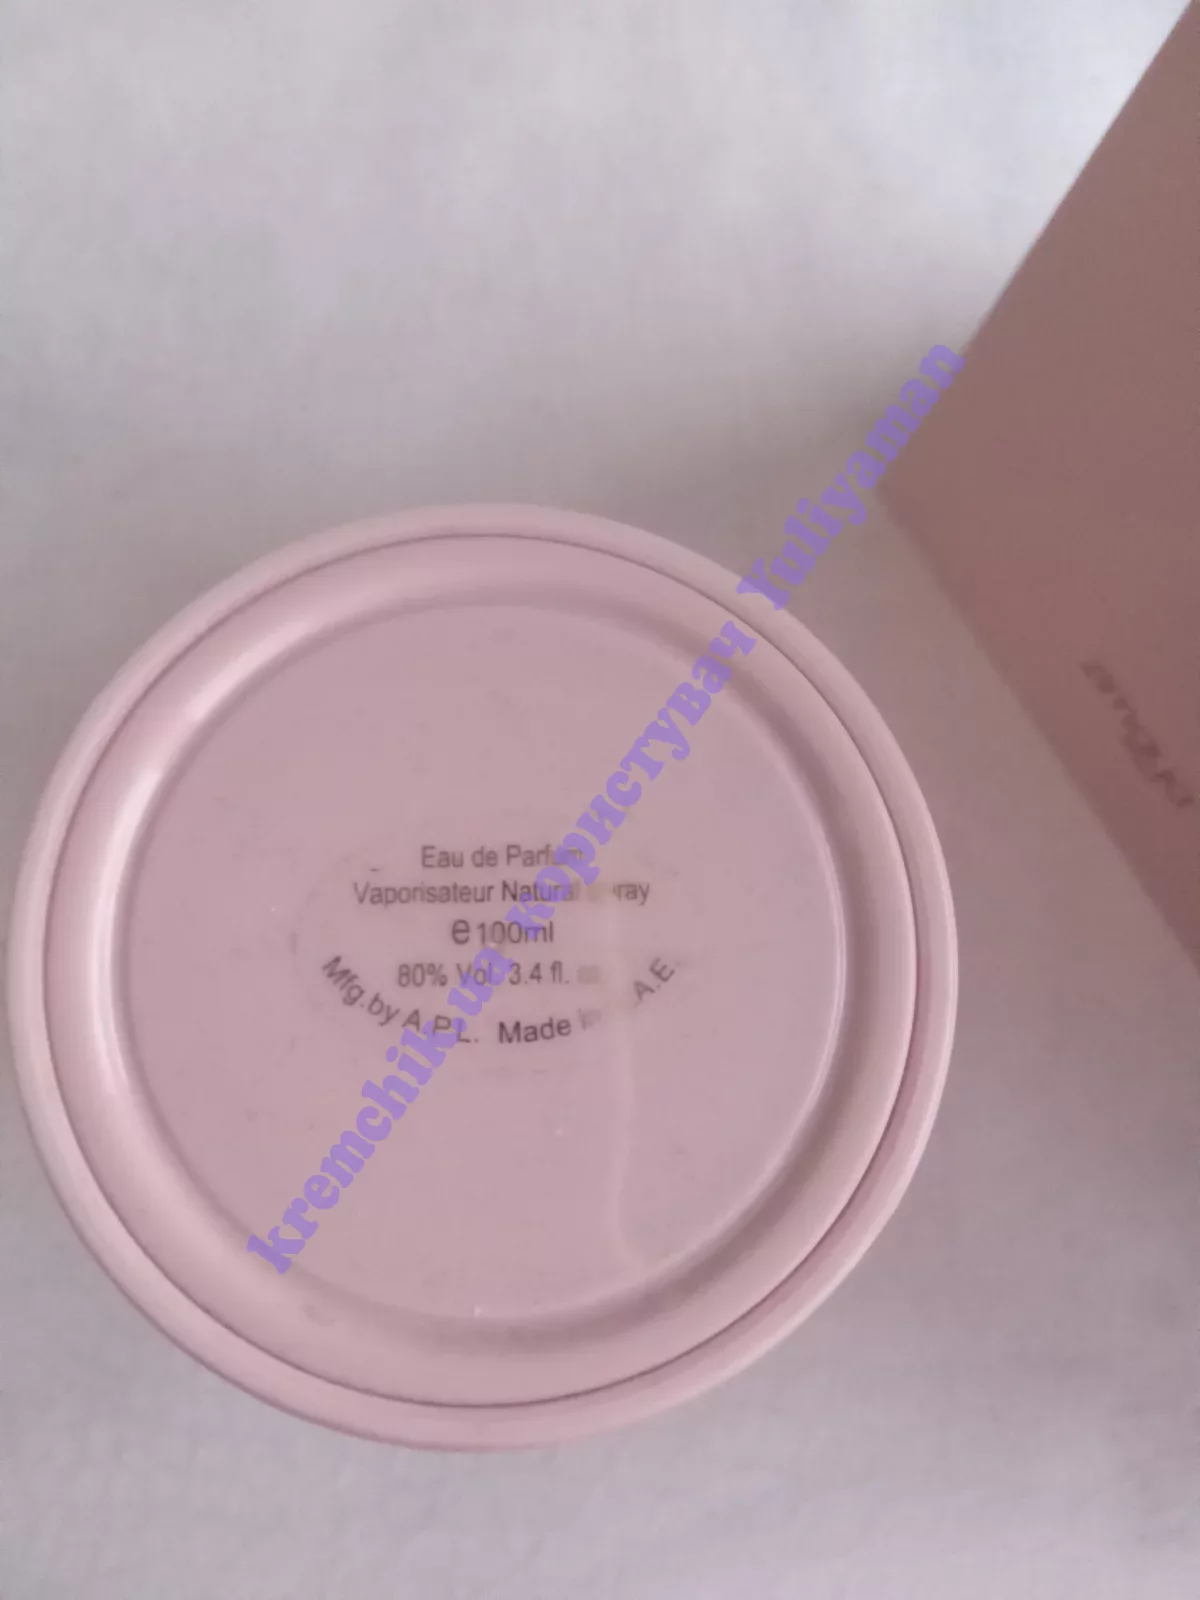 Eau de Parfum
Vaporisateur Natural Spray
e 100ml
80% Vol. 3.4 fl.
Mfg.by A.P.L. Made in .A.E
kremchik.ua користувач Yuliyaman